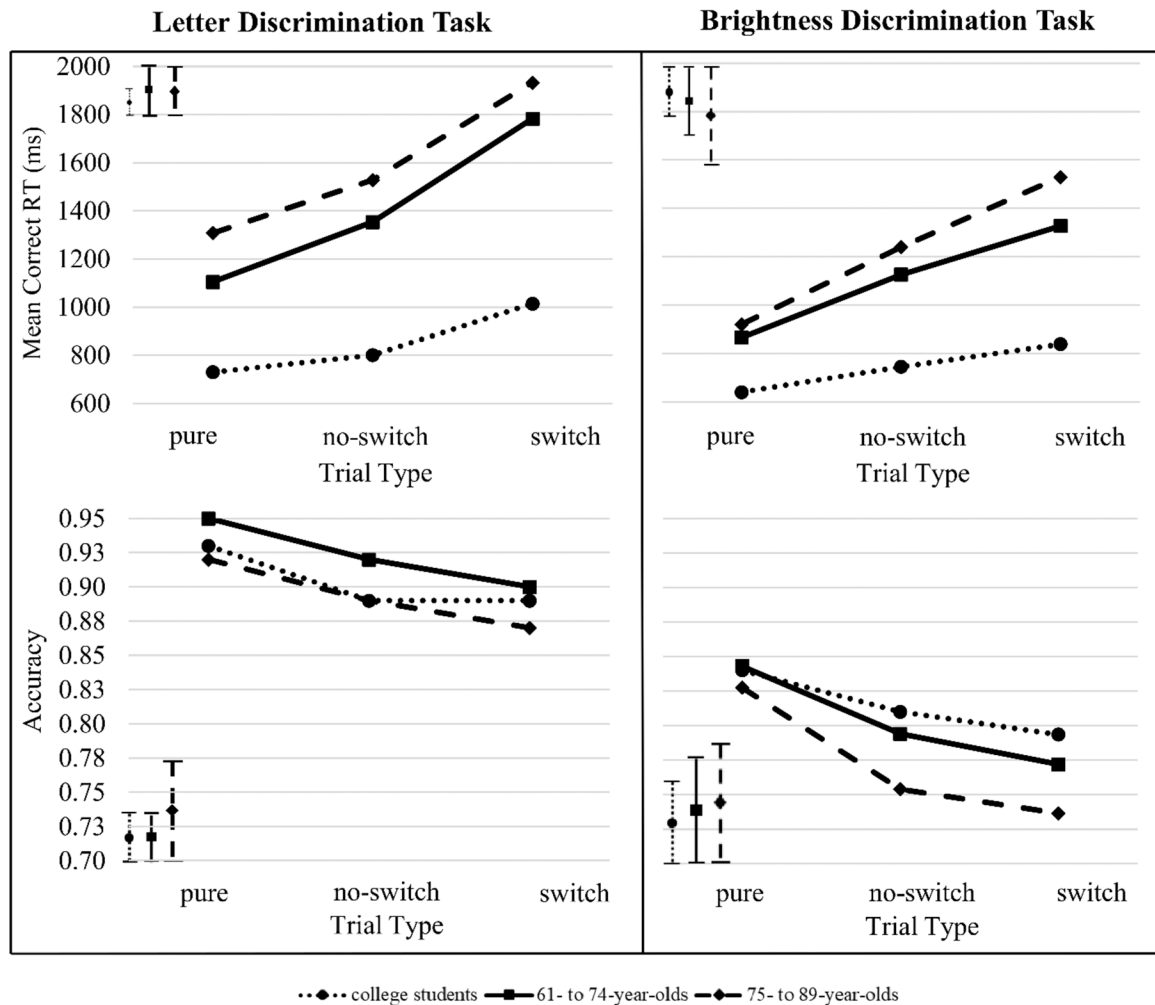 Letter Discrimination Task
Brightness Discrimination Task
Mean Correct RT (ms)
2000
1800
1600
1400
1200
1000
800
600
pure no-switch switch
Trial Type
pure no-switch switch
Trial Type
Accuracy
0.95
0.93
0.90
0.88
0.85
0.83
0.80
0.78
0.75
0.73
0.70
pure no-switch switch
Trial Type
pure no-switch switch
Trial Type
college students 61- to 74-year-olds 75- to 89-year-olds